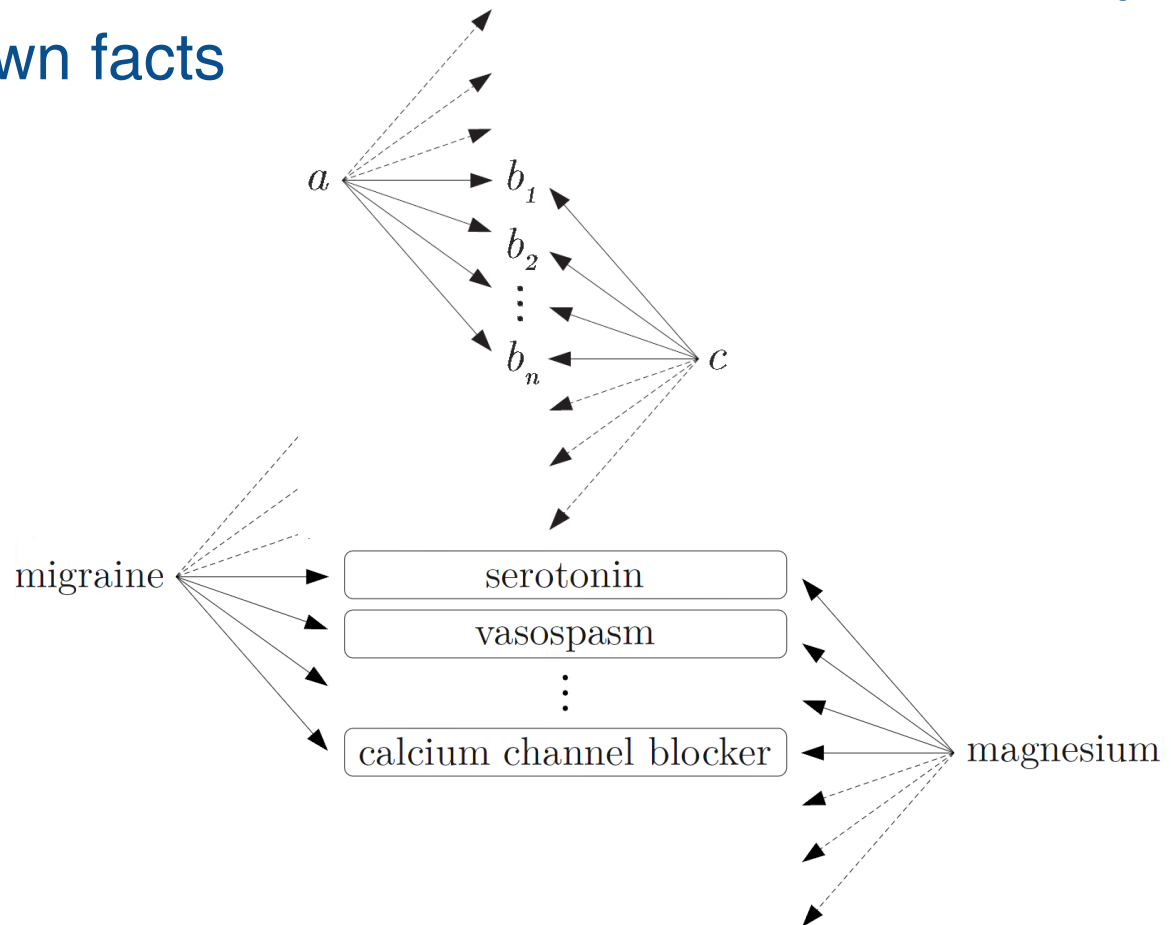 wn facts
a
b1
b2
⋮
bn
c
migraine
serotonin
vasospasm
⋮
calcium channel blocker
magnesium